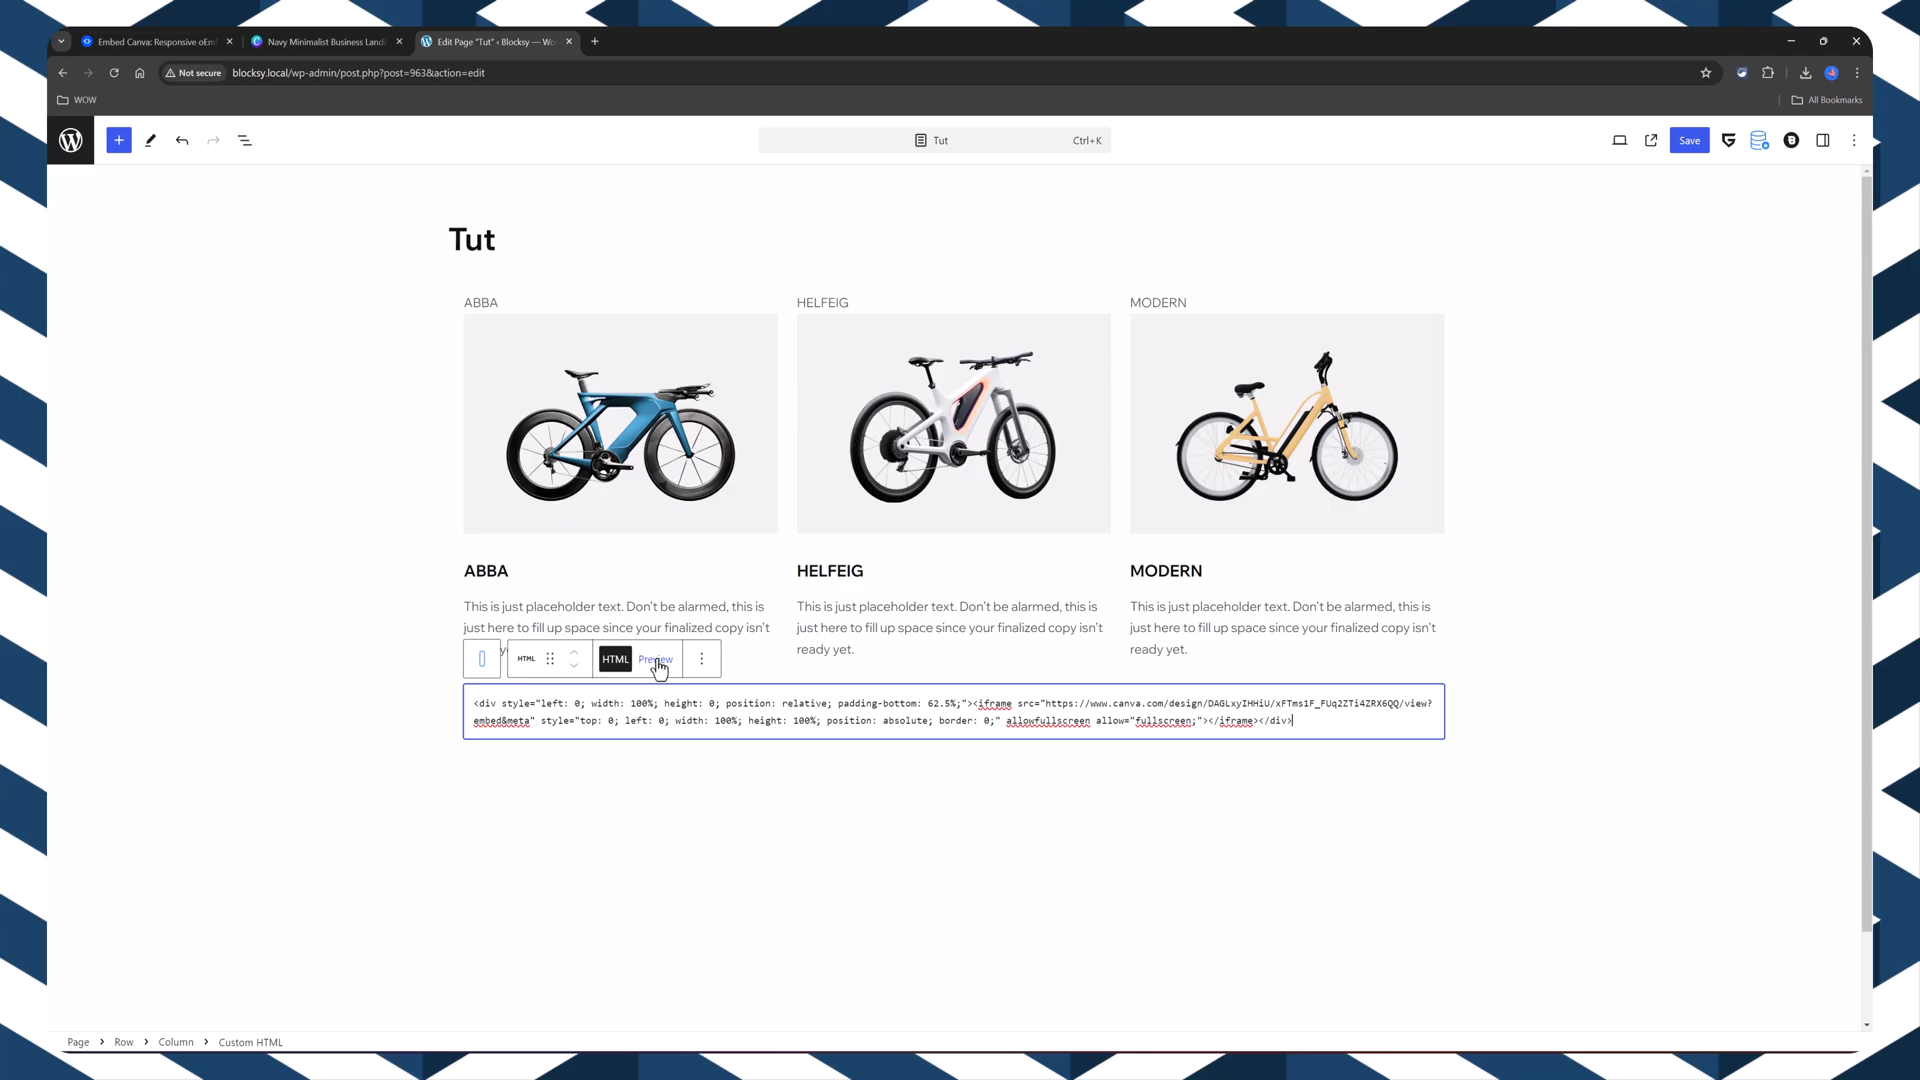 Embed Canva: Responsive oEm
Navy Minimalist Business Landi
Edit Page "Tut" ‹ Blocksy — Wo
Not secure
blocksy.local/wp-admin/post.php?post=963&action=edit
WOW
All Bookmarks
Tut
Ctrl+K
Save
Tut
ABBA
HELFEIG
MODERN
ABBA
HELFEIG
MODERN
This is just placeholder text. Don't be alarmed, this is
just here to fill up space since your finalized copy isn't
This is just placeholder text. Don't be alarmed, this is
just here to fill up space since your finalized copy isn't
ready yet.
This is just placeholder text. Don't be alarmed, this is
just here to fill up space since your finalized copy isn't
ready yet.
HTML
HTML
Preview
<div style="left: 0; width: 100%; height: 0; position: relative; padding-bottom: 62.5%;"><iframe src="https://www.canva.com/design/DAGLxyIHHiU/xFTms1F_FUq2ZTi4ZRX6QQ/view?
embed&meta" style="top: 0; left: 0; width: 100%; height: 100%; position: absolute; border: 0;" allowfullscreen allow="fullscreen;"></iframe></div>
Page
Row
Column
Custom HTML